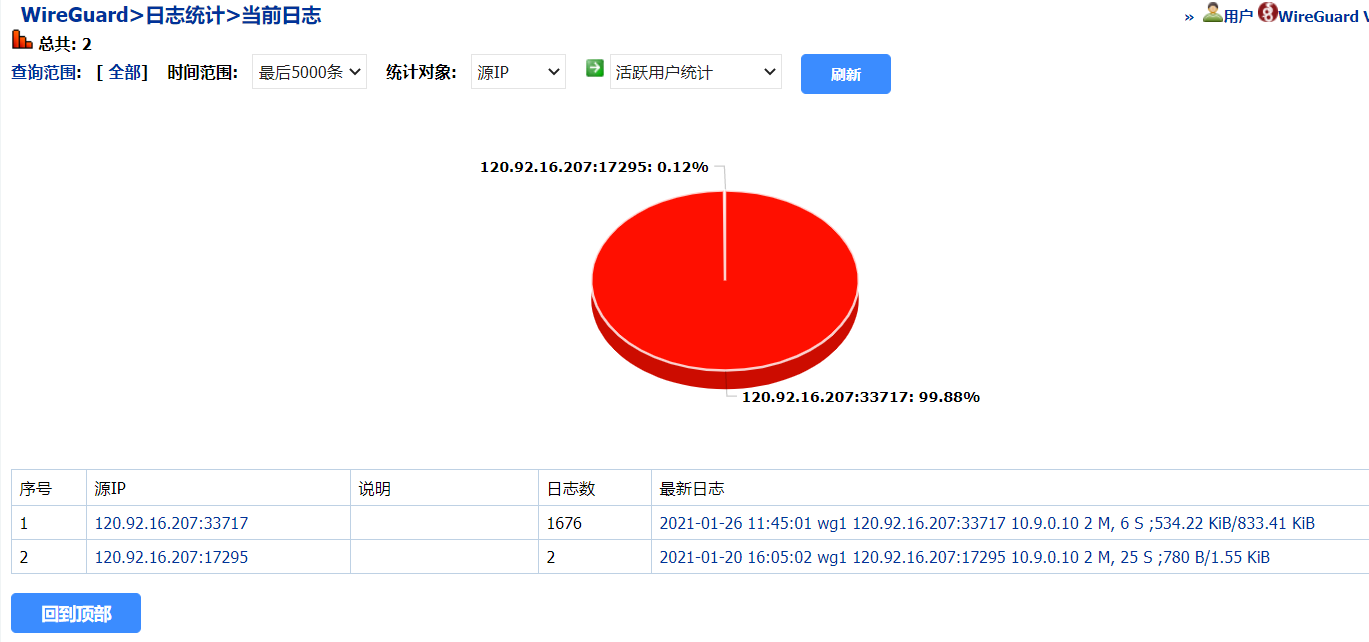 WireGuard>日志统计>当前日志
» 用户 WireGuard V
总共: 2
查询范围: [ 全部] 时间范围: 最后5000条 统计对象: 源IP 活跃用户统计 刷新
120.92.16.207:17295: 0.12%
120.92.16.207:33717: 99.88%
序号 源IP 说明 日志数 最新日志
1 120.92.16.207:33717 1676 2021-01-26 11:45:01 wg1 120.92.16.207:33717 10.9.0.10 2 M, 6 S ;534.22 KiB/833.41 KiB
2 120.92.16.207:17295 2 2021-01-20 16:05:02 wg1 120.92.16.207:17295 10.9.0.10 2 M, 25 S ;780 B/1.55 KiB
回到顶部